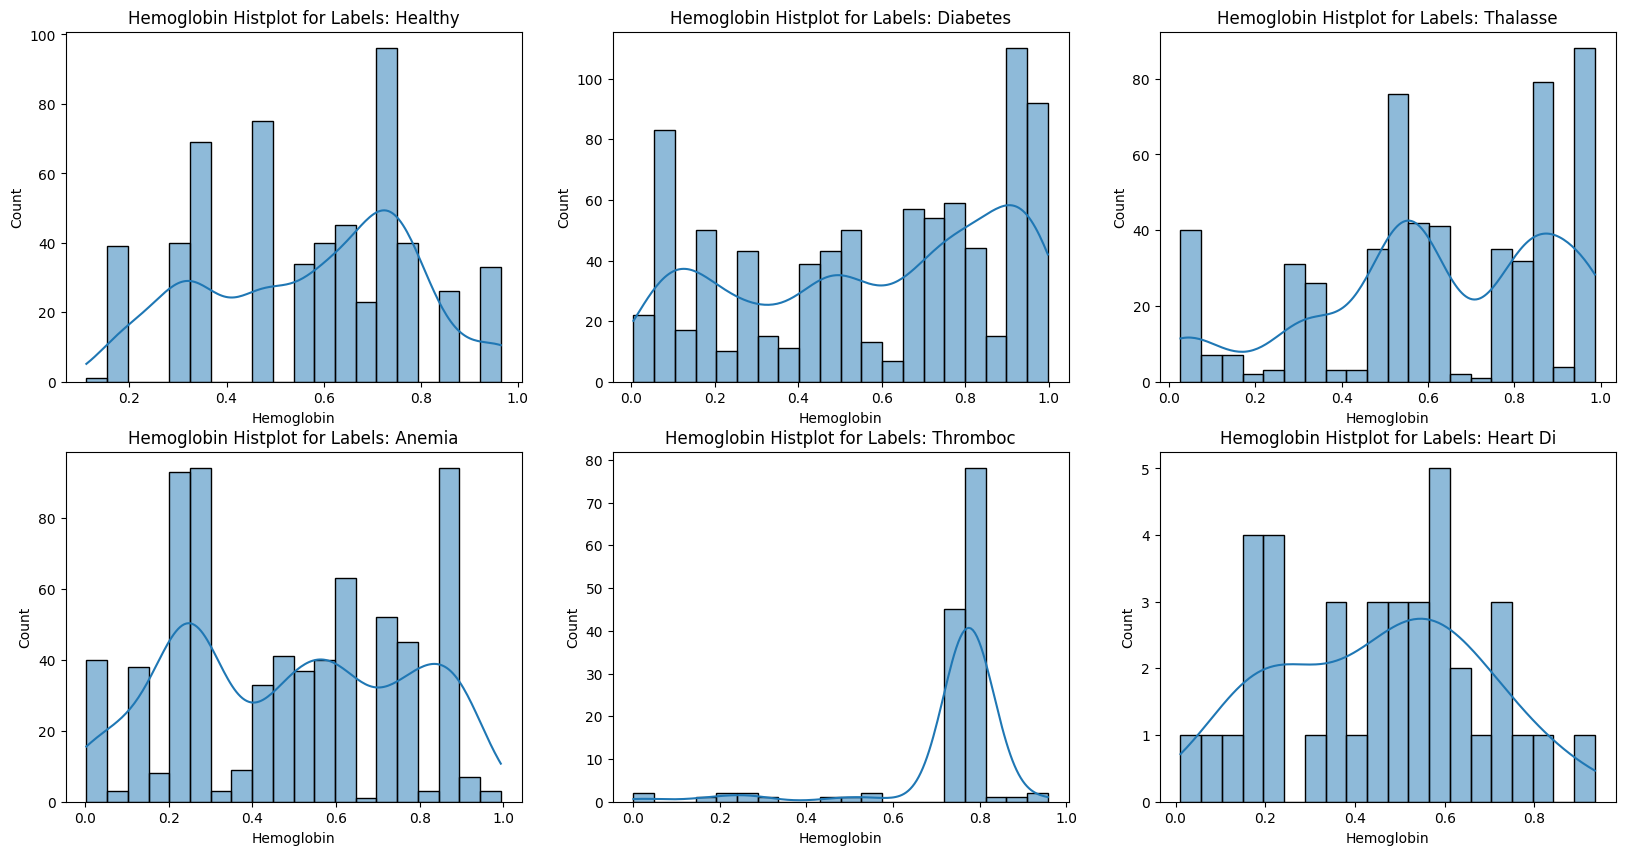 Hemoglobin Histplot for Labels: Healthy
Count
100
80
60
40
20
0
0.2 0.4 0.6 0.8 1.0
Hemoglobin
Hemoglobin Histplot for Labels: Diabetes
Count
100
80
60
40
20
0
0.0 0.2 0.4 0.6 0.8 1.0
Hemoglobin
Hemoglobin Histplot for Labels: Thalasse
Count
80
60
40
20
0
0.0 0.2 0.4 0.6 0.8 1.0
Hemoglobin
Hemoglobin Histplot for Labels: Anemia
Count
80
60
40
20
0
0.0 0.2 0.4 0.6 0.8 1.0
Hemoglobin
Hemoglobin Histplot for Labels: Thromboc
Count
80
70
60
50
40
30
20
10
0
0.0 0.2 0.4 0.6 0.8 1.0
Hemoglobin
Hemoglobin Histplot for Labels: Heart Di
Count
5
4
3
2
1
0
0.0 0.2 0.4 0.6 0.8
Hemoglobin